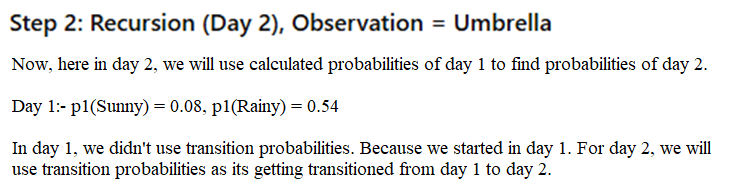 Step 2: Recursion (Day 2), Observation = Umbrella
Now, here in day 2, we will use calculated probabilities of day 1 to find probabilities of day 2.
Day 1:- p1(Sunny) = 0.08, p1(Rainy) = 0.54
In day 1, we didn't use transition probabilities. Because we started in day 1. For day 2, we will
use transition probabilities as its getting transitioned from day 1 to day 2.